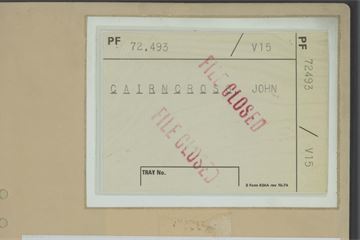 PF 72,493 / V15
CAIRNCROSS JOHN
FILE CLOSED
FILE CLOSED
TRAY No.
PF 72493 / V15